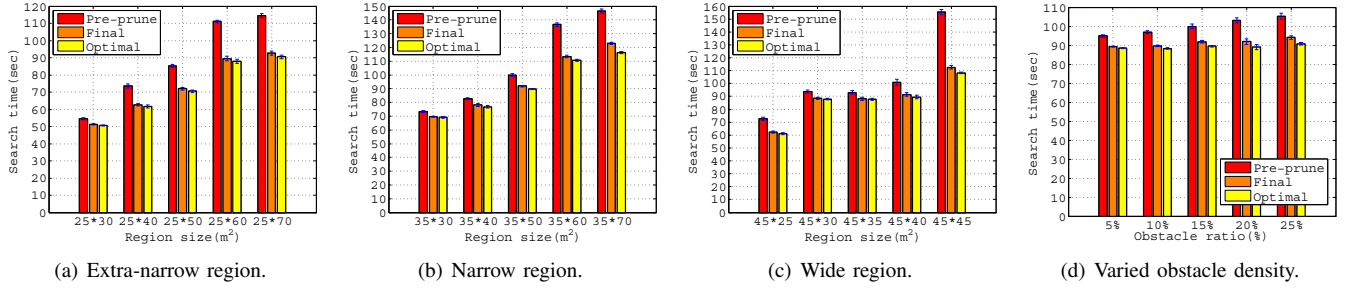 Search time(sec)
120
110
100
90
80
70
60
50
40
30
20
10
0
Pre-prune
Final
Optimal
25*30 25*40 25*50 25*60 25*70
Region size(m²)
(a) Extra-narrow region.
Search time(sec)
150
140
130
120
110
100
90
80
70
60
50
40
30
20
10
0
Pre-prune
Final
Optimal
35*30 35*40 35*50 35*60 35*70
Region size(m²)
(b) Narrow region.
Search time(sec)
160
150
140
130
120
110
100
90
80
70
60
50
40
30
20
10
0
Pre-prune
Final
Optimal
45*25 45*30 45*35 45*40 45*45
Region size(m²)
(c) Wide region.
Search time(sec)
110
100
90
80
70
60
50
40
30
20
10
0
Pre-prune
Final
Optimal
5% 10% 15% 20% 25%
Obstacle ratio(%)
(d) Varied obstacle density.